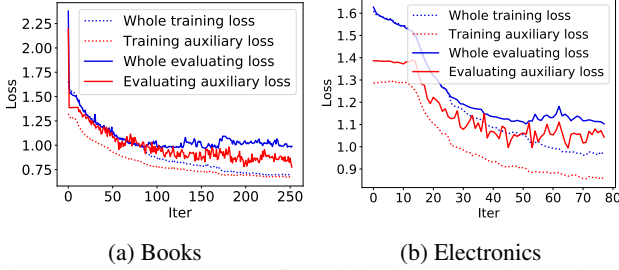 Whole training loss
Training auxiliary loss
Whole evaluating loss
Evaluating auxiliary loss
Loss
2.25
2.00
1.75
1.50
1.25
1.00
0.75
0 50 100 150 200 250
Iter
(a) Books
Whole training loss
Training auxiliary loss
Whole evaluating loss
Evaluating auxiliary loss
Loss
1.6
1.5
1.4
1.3
1.2
1.1
1.0
0.9
0 10 20 30 40 50 60 70 80
Iter
(b) Electronics